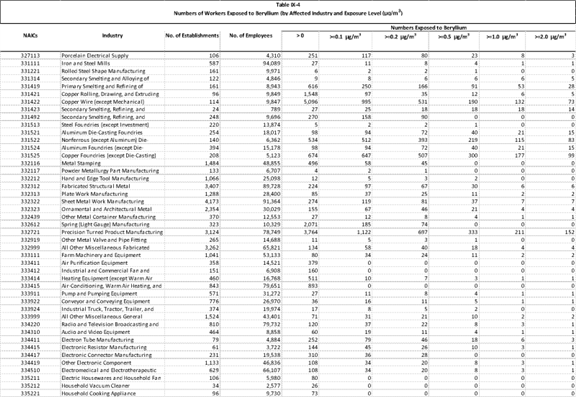 Table IX-4
Numbers of Workers Exposed to Beryllium (by Affected Industry and Exposure Level (µg/m³)
Numbers Exposed to Beryllium
NAICs Industry No. of Establishments No. of Employees > 0 >=0.1 µg/m³ >=0.2 µg/m³ >=0.5 µg/m³ >=1.0 µg/m³ >=2.0 µg/m³
327113 Porcelain Electrical Supply 106 4,310 251 117 80 23 8 3
331111 Iron and Steel Mills 587 94,089 27 11 8 4 1 1
331221 Rolled Steel Shape Manufacturing 161 9,971 6 2 2 1 0 0
331314 Secondary Smelting and Alloying of 122 4,846 9 8 6 6 6 5
331419 Primary Smelting and Refining of 161 8,943 616 250 166 91 53 28
331421 Copper Rolling, Drawing, and Extruding 96 9,849 1,548 97 35 12 6 5
331422 Copper Wire (except Mechanical) 114 9,847 5,096 995 531 190 132 73
331423 Secondary Smelting, Refining, and 24 789 27 25 18 18 18 14
331492 Secondary Smelting, Refining, and 248 9,696 270 158 90 0 0 0
331513 Steel Foundries (except Investment) 220 13,874 5 2 2 1 0 0
331521 Aluminum Die-Casting Foundries 254 18,017 98 94 72 40 21 15
331522 Nonferrous (except Aluminum) Die- 140 6,362 534 512 393 219 115 83
331524 Aluminum Foundries (except Die- 394 15,178 98 94 72 40 21 15
331525 Copper Foundries (except Die-Casting) 208 5,123 674 647 507 300 177 95
332116 Metal Stamping 1,484 48,855 496 58 45 0 0 0
332117 Powder Metallurgy Part Manufacturing 133 6,707 4 2 1 0 0 0
332212 Hand and Edge Tool Manufacturing 1,066 25,098 12 5 3 2 0 0
332312 Fabricated Structural Metal 3,407 89,728 224 97 67 30 6 6
332313 Plate Work Manufacturing 1,288 28,400 85 37 25 11 2 2
332322 Sheet Metal Work Manufacturing 4,173 91,364 274 119 81 37 7 7
332323 Ornamental and Architectural Metal 2,354 30,029 155 67 46 21 4 4
332439 Other Metal Container Manufacturing 370 12,553 27 12 8 4 1 1
332612 Spring (Light Gauge) Manufacturing 323 10,329 2,071 185 74 0 0 0
332721 Precision Turned Product Manufacturing 3,124 78,749 3,764 1,122 697 333 211 152
332919 Other Metal Valve and Pipe Fitting 265 14,688 11 5 3 1 0 0
332999 All Other Miscellaneous Fabricated 3,262 65,821 134 58 40 18 4 4
333111 Farm Machinery and Equipment 1,041 53,133 80 34 24 11 2 2
333411 Air Purification Equipment 358 14,521 379 0 0 0 0 0
333412 Industrial and Commercial Fan and 151 6,908 160 0 0 0 0 0
333414 Heating Equipment (except Warm Air 460 16,768 511 10 7 3 1 1
333415 Air Conditioning, Warm Air Heating, and 843 79,651 893 0 0 0 0 0
333911 Pump and Pumping Equipment 571 31,272 27 11 8 4 1 1
333922 Conveyor and Conveying Equipment 776 26,970 36 16 11 5 1 1
333924 Industrial Truck, Tractor, Trailer, and 374 19,974 17 8 5 2 0 0
333999 All Other Miscellaneous General 1,524 43,401 71 31 21 10 2 2
334220 Radio and Television Broadcasting and 810 79,732 120 37 22 8 3 1
334310 Audio and Video Equipment 464 8,858 60 19 11 4 1 1
334411 Electron Tube Manufacturing 79 4,884 252 79 46 18 6 3
334415 Electronic Resistor Manufacturing 61 3,722 144 45 26 10 3 1
334417 Electronic Connector Manufacturing 231 19,538 310 36 28 0 0 0
334419 Other Electronic Component 1,133 46,836 108 34 20 8 3 1
334510 Electromedical and Electrotherapeutic 629 66,107 108 34 20 8 3 1
335211 Electric Housewares and Household Fan 106 5,980 80 0 0 0 0 0
335212 Household Vacuum Cleaner 34 2,577 26 0 0 0 0 0
335221 Household Cooking Appliance 96 9,730 73 0 0 0 0 0